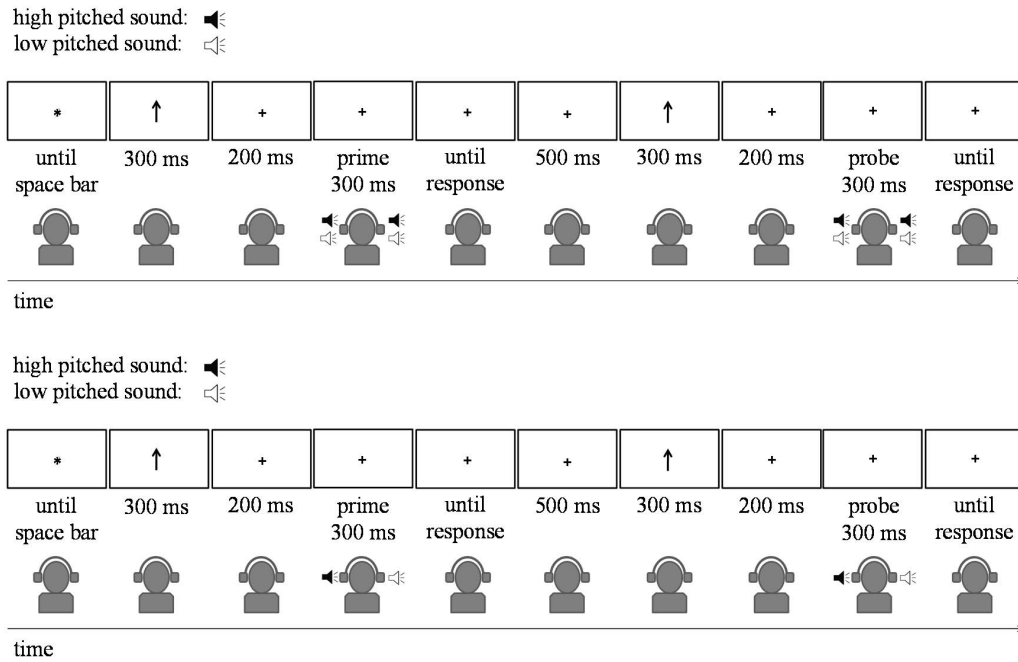 high pitched sound:
low pitched sound:
* ↑ + + + + ↑ + + +
until 300 ms 200 ms prime until 500 ms 300 ms 200 ms probe until
space bar 300 ms response 300 ms response
time
high pitched sound:
low pitched sound:
* ↑ + + + + ↑ + + +
until 300 ms 200 ms prime until 500 ms 300 ms 200 ms probe until
space bar 300 ms response 300 ms response
time